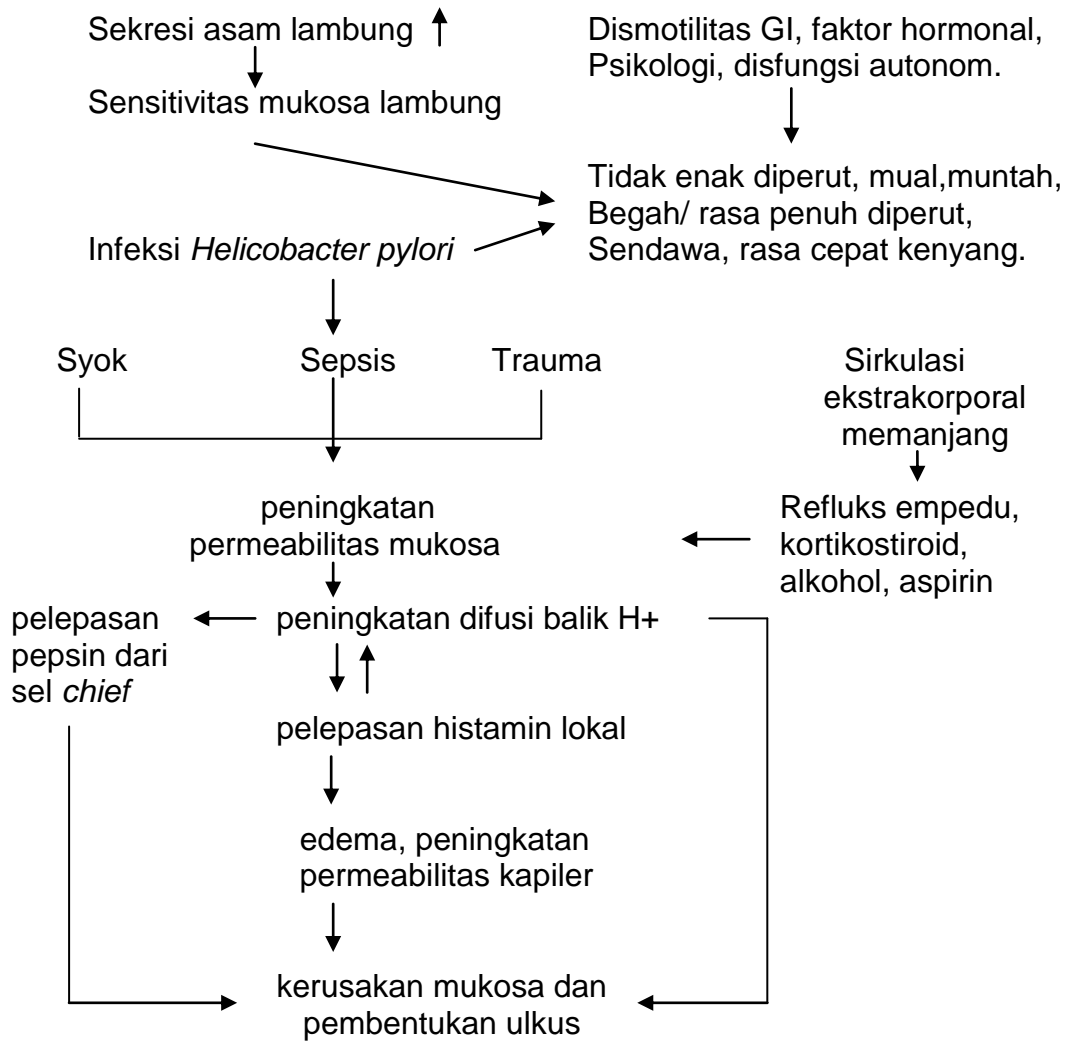 Sekresi asam lambung
Sensitivitas mukosa lambung
Dismotilitas GI, faktor hormonal,
Psikologi, disfungsi autonom.
Tidak enak diperut, mual,muntah,
Begah/ rasa penuh diperut,
Sendawa, rasa cepat kenyang.
Infeksi Helicobacter pylori
Syok
Sepsis
Trauma
Sirkulasi
ekstrakorporal
memanjang
peningkatan
permeabilitas mukosa
Refluks empedu,
kortikostiroid,
alkohol, aspirin
pelepasan
pepsin dari
sel chief
peningkatan difusi balik H+
pelepasan histamin lokal
edema, peningkatan
permeabilitas kapiler
kerusakan mukosa dan
pembentukan ulkus